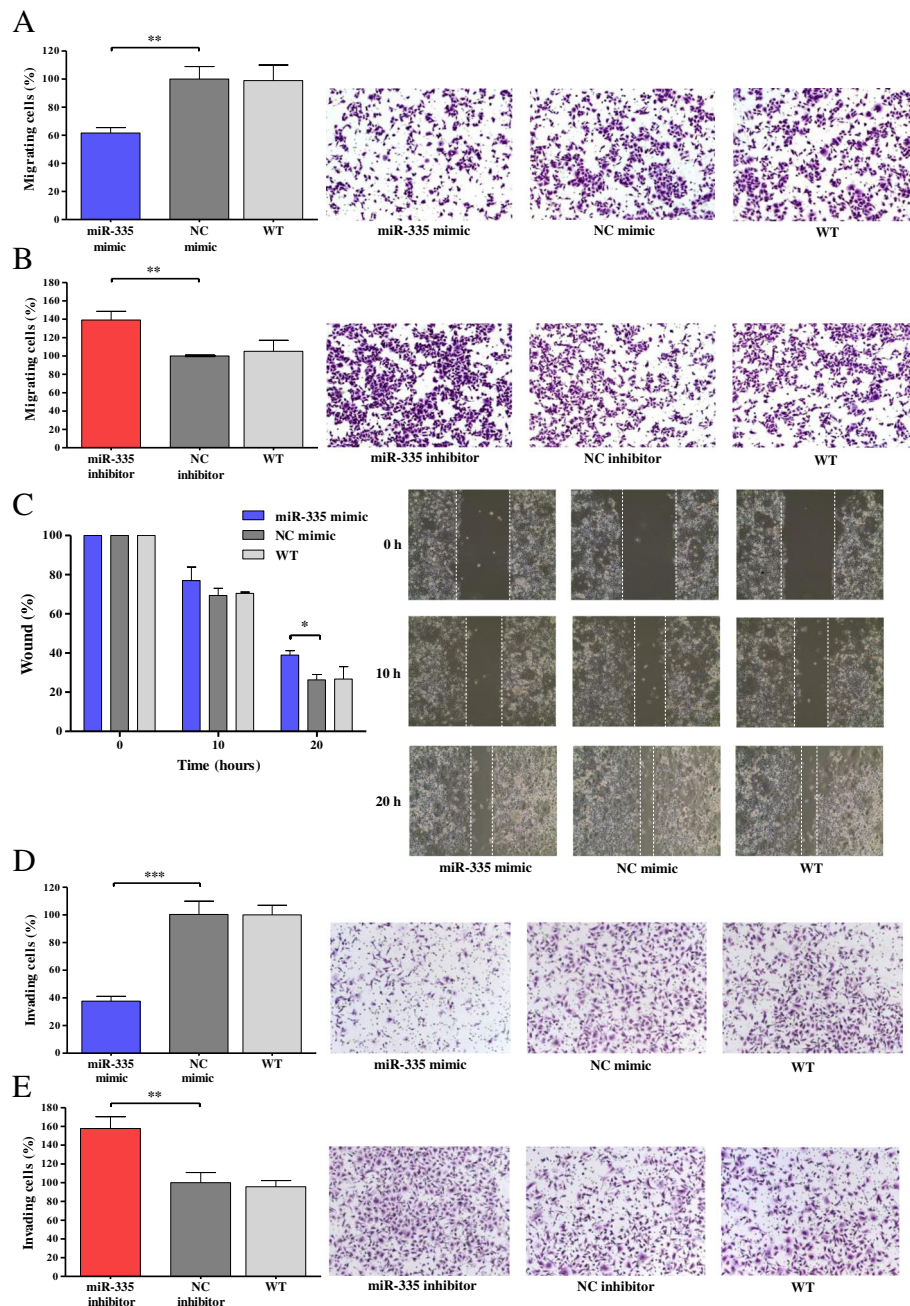 A
**
120
100
80
60
40
20
0
Migrating cells (%)
miR-335 mimic
NC mimic
WT
miR-335 mimic
NC mimic
WT
B
**
180
160
140
120
100
80
60
40
20
0
Migrating cells (%)
miR-335 inhibitor
NC inhibitor
WT
miR-335 inhibitor
NC inhibitor
WT
C
miR-335 mimic
NC mimic
WT
100
80
60
40
20
0
Wound (%)
*
0
10
20
Time (hours)
0 h
10 h
20 h
miR-335 mimic
NC mimic
WT
D
***
120
100
80
60
40
20
0
Invading cells (%)
miR-335 mimic
NC mimic
WT
miR-335 mimic
NC mimic
WT
E
**
180
160
140
120
100
80
60
40
20
0
Invading cells (%)
miR-335 inhibitor
NC inhibitor
WT
miR-335 inhibitor
NC inhibitor
WT